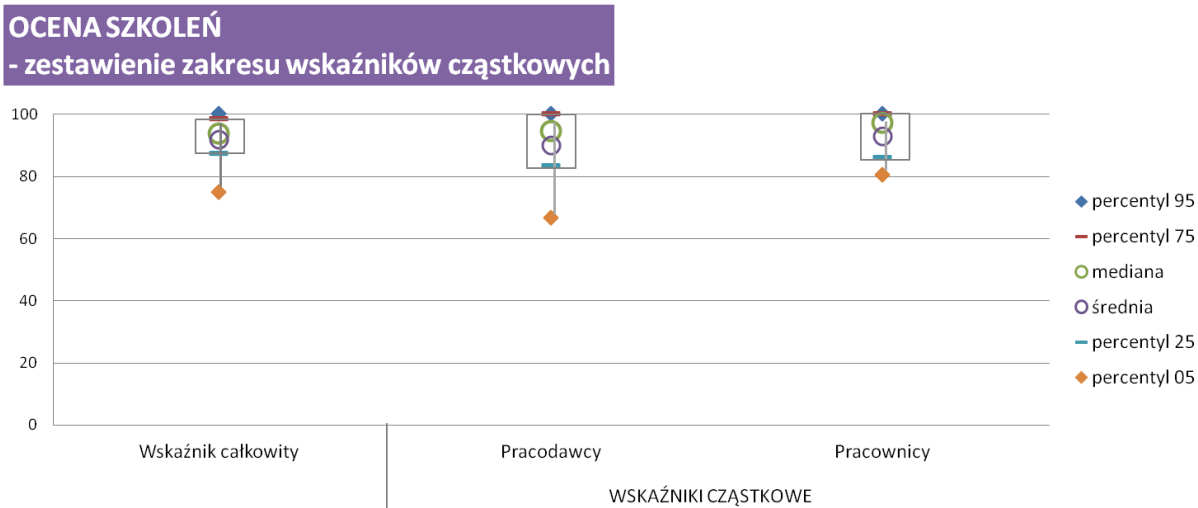 OCENA SZKOLEŃ
- zestawienie zakresu wskaźników cząstkowych
100
80
60
40
20
0
percentyl 95
percentyl 75
mediana
średnia
percentyl 25
percentyl 05
Wskaźnik całkowity
Pracodawcy
Pracownicy
WSKAŹNIKI CZĄSTKOWE